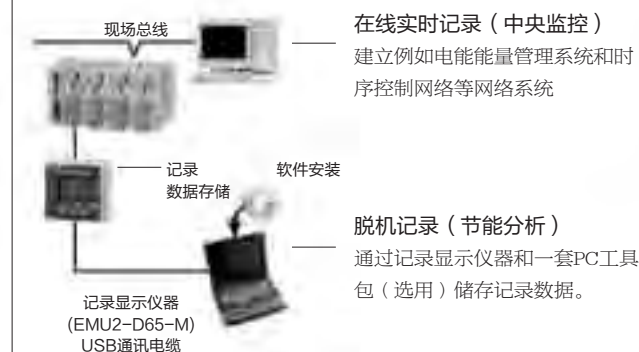 现场总线
在线实时记录（中央监控）
建立例如电能能量管理系统和时
序控制网络等网络系统
记录
数据存储
软件安装
脱机记录（节能分析）
通过记录显示仪器和一套PC工具
包（选用）储存记录数据。
记录显示仪器
(EMU2-D65-M)
USB通讯电缆